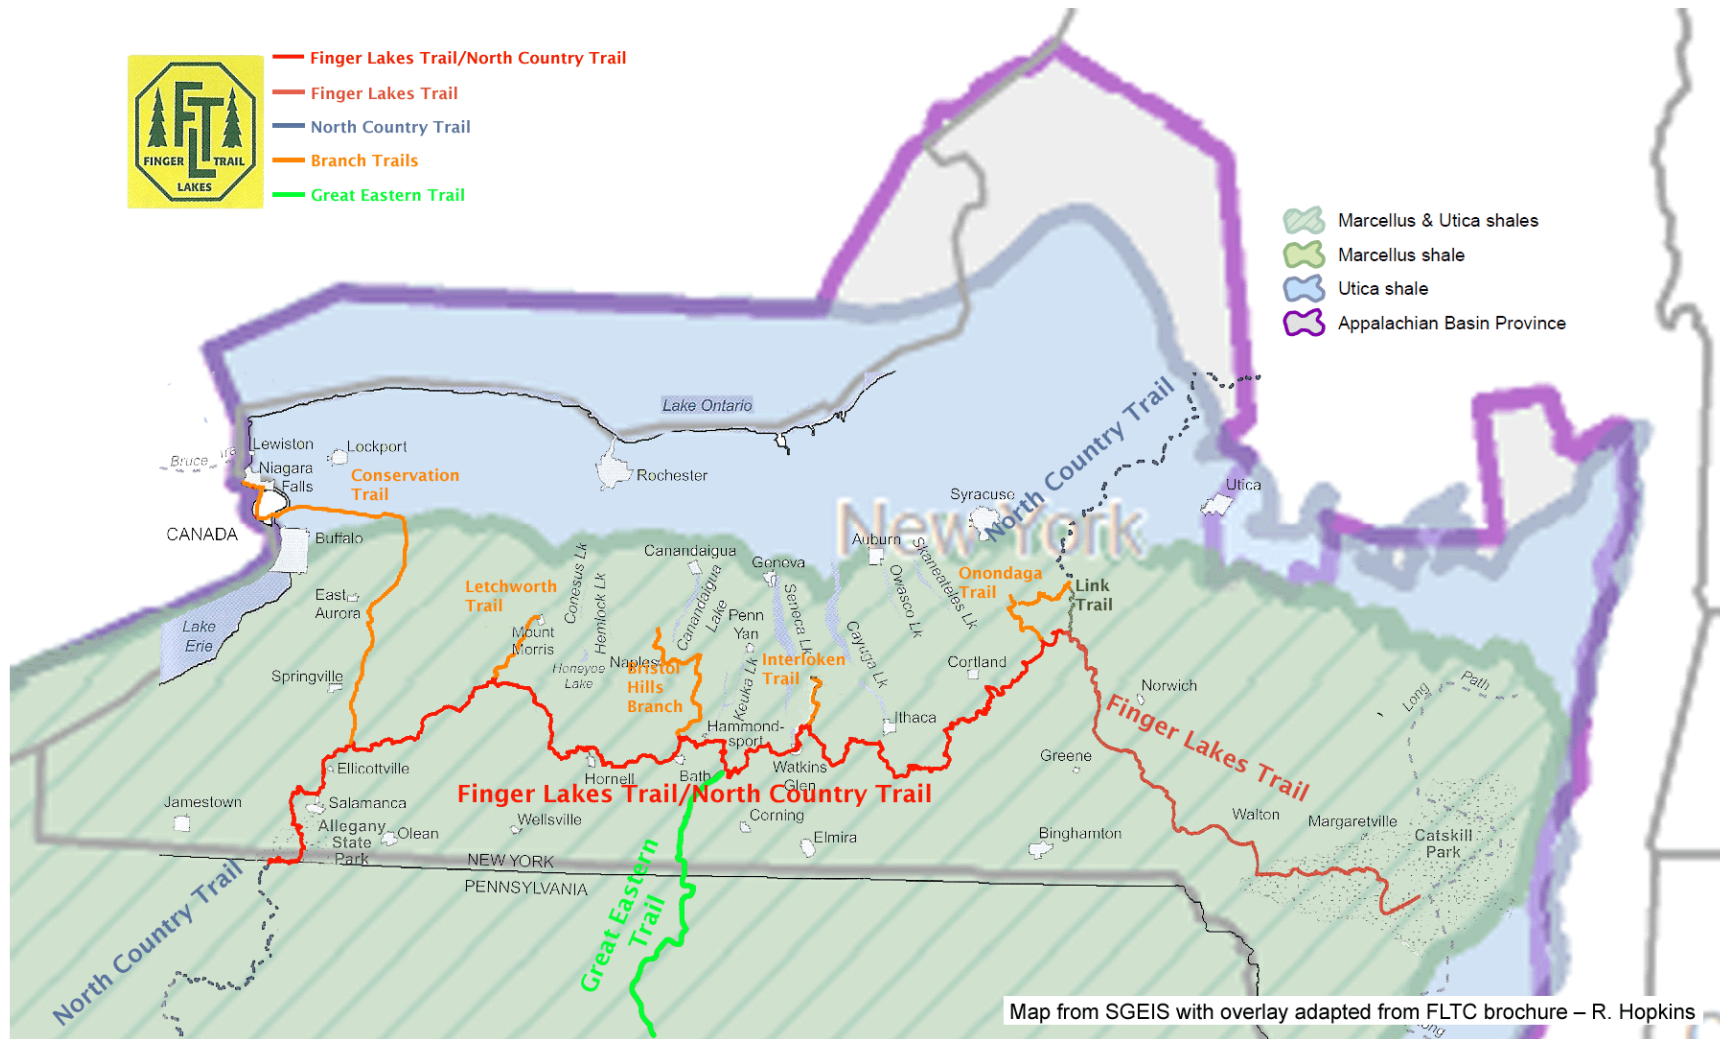 FLT
FINGER TRAIL
LAKES
Finger Lakes Trail/North Country Trail
Finger Lakes Trail
North Country Trail
Branch Trails
Great Eastern Trail
Marcellus & Utica shales
Marcellus shale
Utica shale
Appalachian Basin Province
Lake Ontario
North Country Trail
Lewiston
Lockport
Bruce
Niagara
Falls
Conservation
Trail
Rochester
Syracuse
Utica
New York
CANADA
Buffalo
Canandaigua
Geneva
Auburn
Skaneateles Lk
Owasco Lk
Onondaga
Trail
Link
Trail
Letchworth
Trail
Conesus Lk
Hemlock Lk
Canandaigua
Lake
Penn
Yan
Seneca Lk
Cayuga Lk
East
Aurora
Lake
Erie
Mount
Morris
Honeyoe
Lake
Naples
Bristol
Hills
Branch
Keuka Lk
Interloken
Trail
Cortland
Springville
Norwich
Long
Path
Hammond-
sport
Ithaca
Finger Lakes Trail
Greene
Ellicottville
Hornell
Bath
Watkins
Glen
Finger Lakes Trail/North Country Trail
Jamestown
Salamanca
Allegany
State
Park
Olean
Wellsville
Corning
Elmira
Binghamton
Walton
Margaretville
Catskill
Park
NEW YORK
PENNSYLVANIA
North Country Trail
Great Eastern
Trail
Map from SGEIS with overlay adapted from FLTC brochure – R. Hopkins